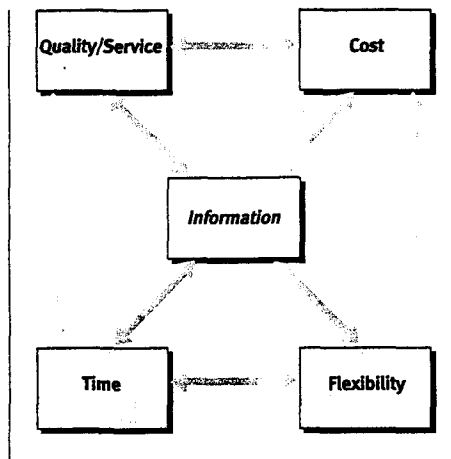 Quality/Service
Cost
Information
Time
Flexibility